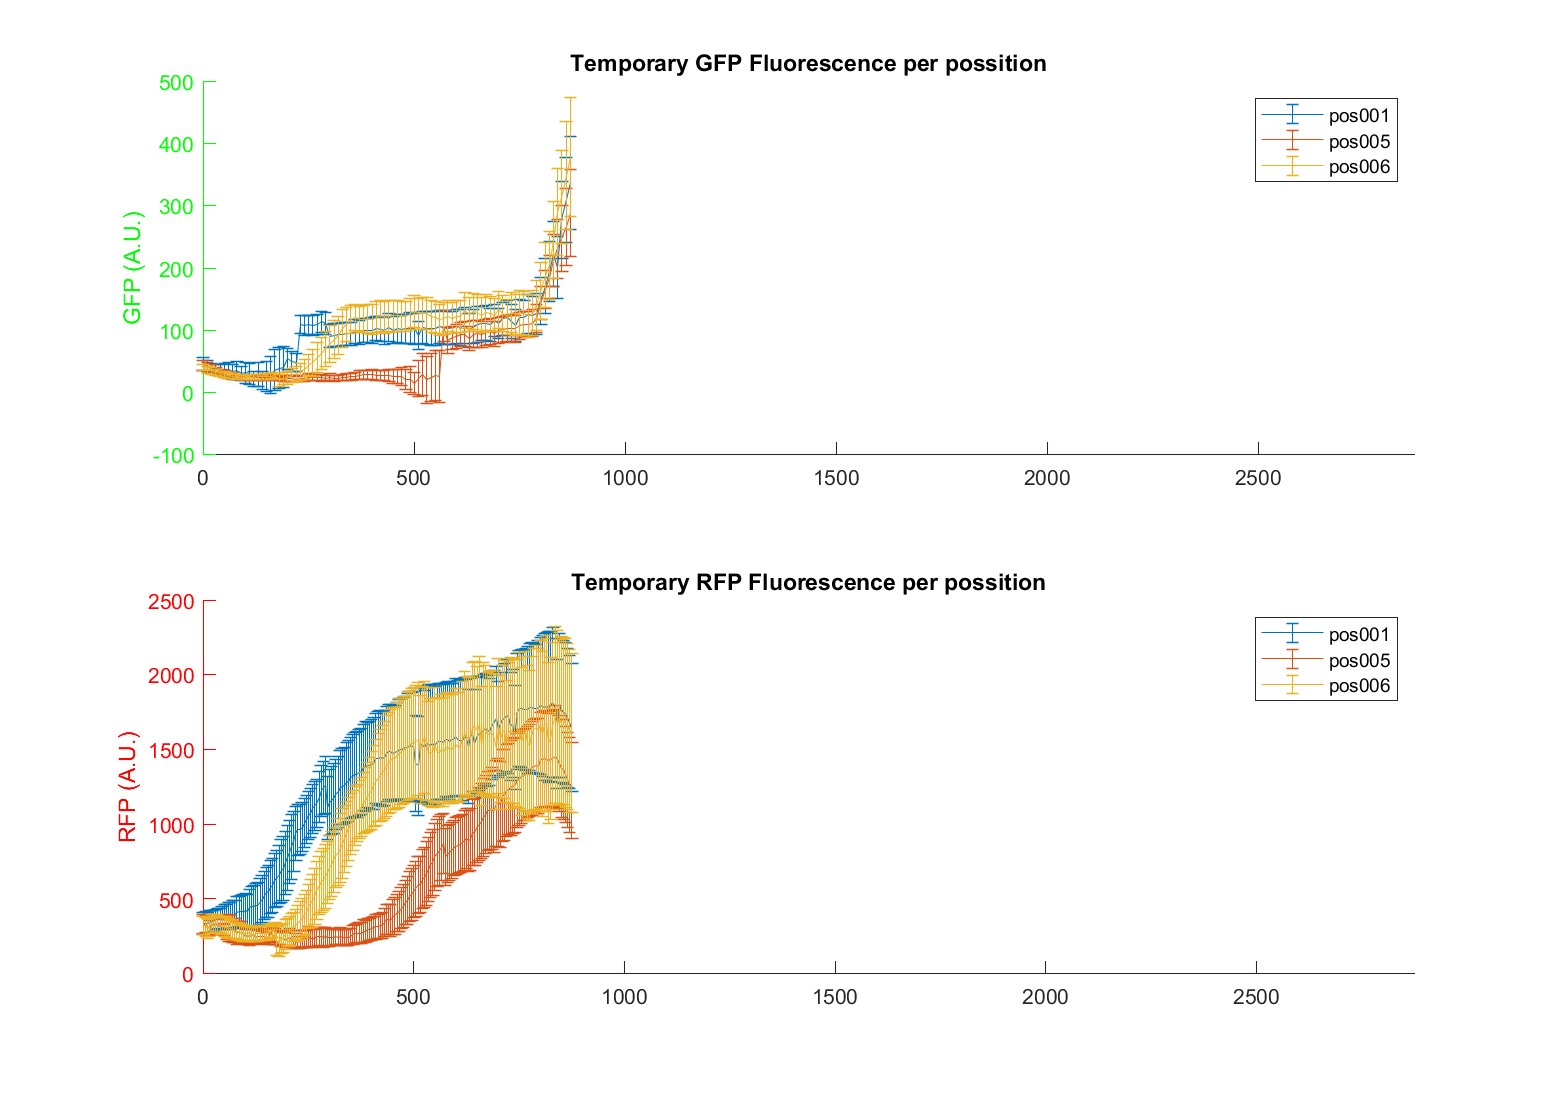 Temporary GFP Fluorescence per possition
500
400
300
200
100
0
-100
GFP (A.U.)
0 500 1000 1500 2000 2500
pos001
pos005
pos006
Temporary RFP Fluorescence per possition
2500
2000
1500
1000
500
0
RFP (A.U.)
0 500 1000 1500 2000 2500
pos001
pos005
pos006